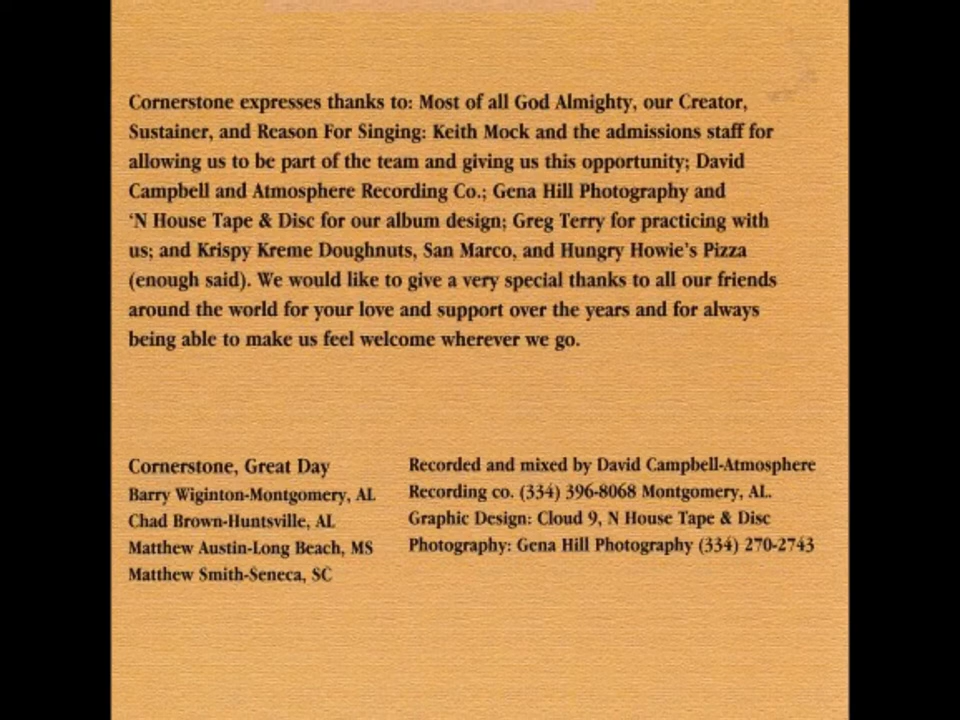 Cornerstone expresses thanks to: Most of all God Almighty, our Creator,
Sustainer, and Reason For Singing: Keith Mock and the admissions staff for
allowing us to be part of the team and giving us this opportunity; David
Campbell and Atmosphere Recording Co.; Gena Hill Photography and
‘N House Tape & Disc for our album design; Greg Terry for practicing with
us; and Krispy Kreme Doughnuts, San Marco, and Hungry Howie's Pizza
(enough said). We would like to give a very special thanks to all our friends
around the world for your love and support over the years and for always
being able to make us feel welcome wherever we go.
Cornerstone, Great Day
Barry Wiginton-Montgomery, AL
Chad Brown-Huntsville, AL
Matthew Austin-Long Beach, MS
Matthew Smith-Seneca, SC
Recorded and mixed by David Campbell-Atmosphere
Recording co. (334) 396-8068 Montgomery, AL.
Graphic Design: Cloud 9, N House Tape & Disc
Photography: Gena Hill Photography (334) 270-2743